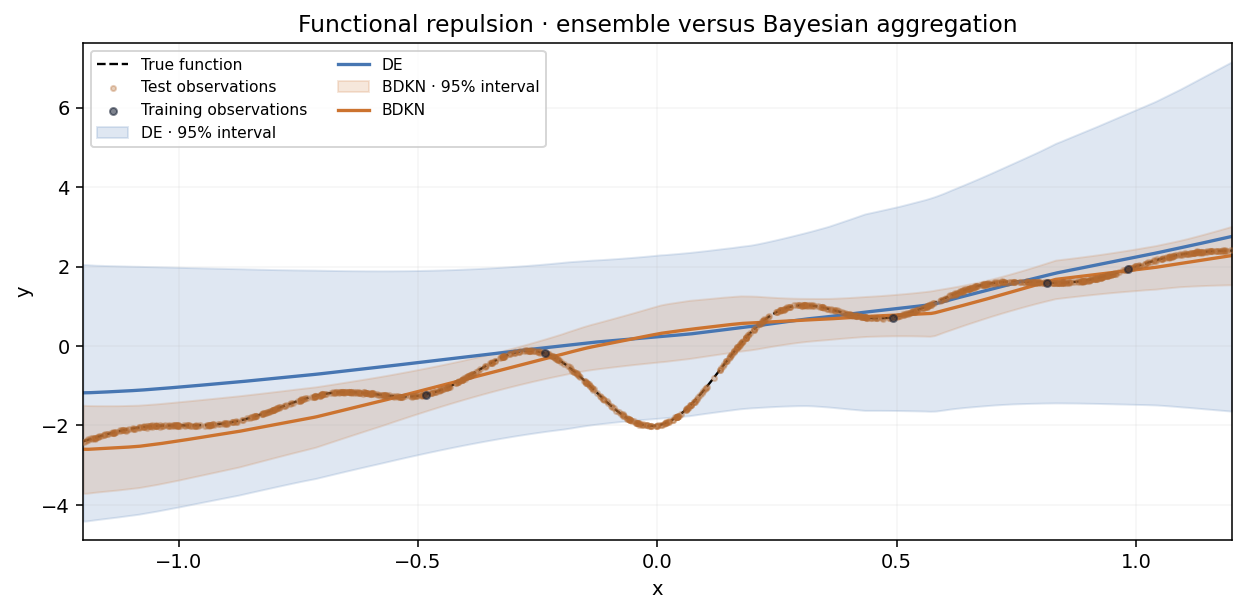 Functional repulsion · ensemble versus Bayesian aggregation
True function
Test observations
Training observations
DE · 95% interval
DE
BDKN · 95% interval
BDKN
6
4
2
0
−2
−4
y
−1.0
−0.5
0.0
0.5
1.0
x